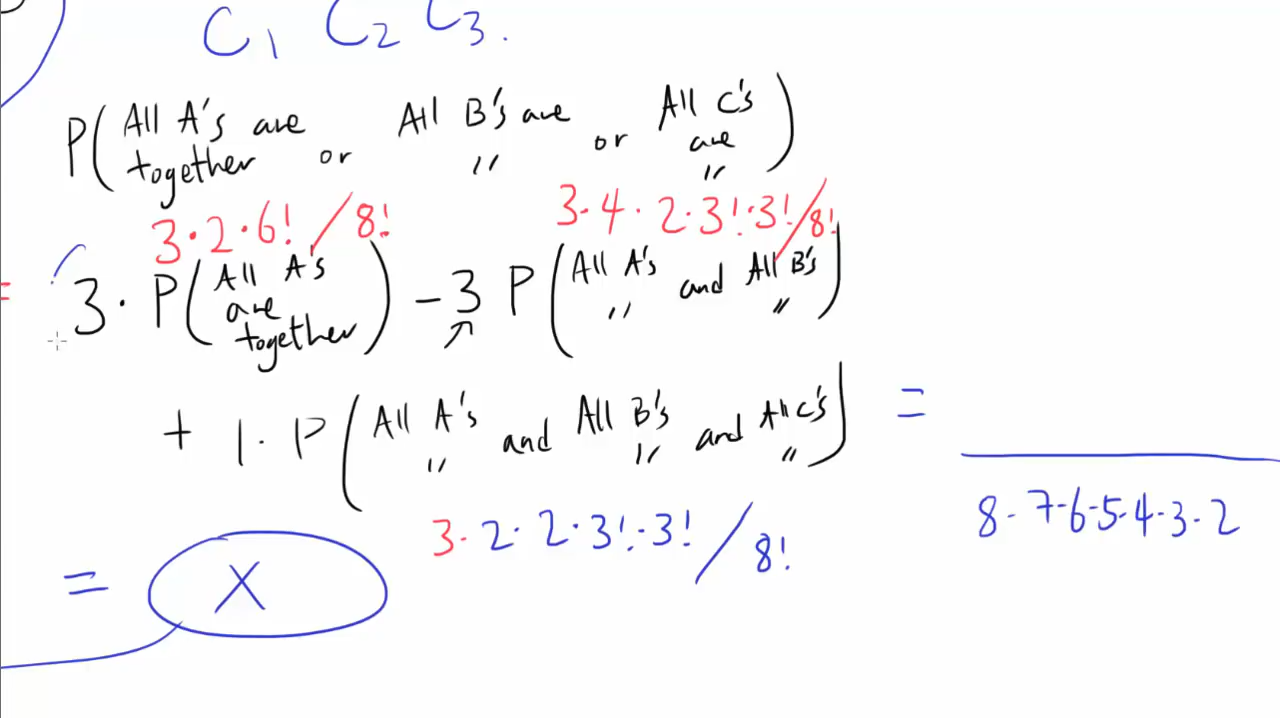 C1 C2 C3.
P( All A's are together or All B's are " or All C's are " )
3·2·6!/8! 3·4·2·3!·3!/8!
= 3·P( All A's are together ) - 3 P( All A's " and All B's " )
+ 1·P( All A's " and All B's " and All C's " ) =
8·7·6·5·4·3·2
3·2·2·3!·3!/8!
= X